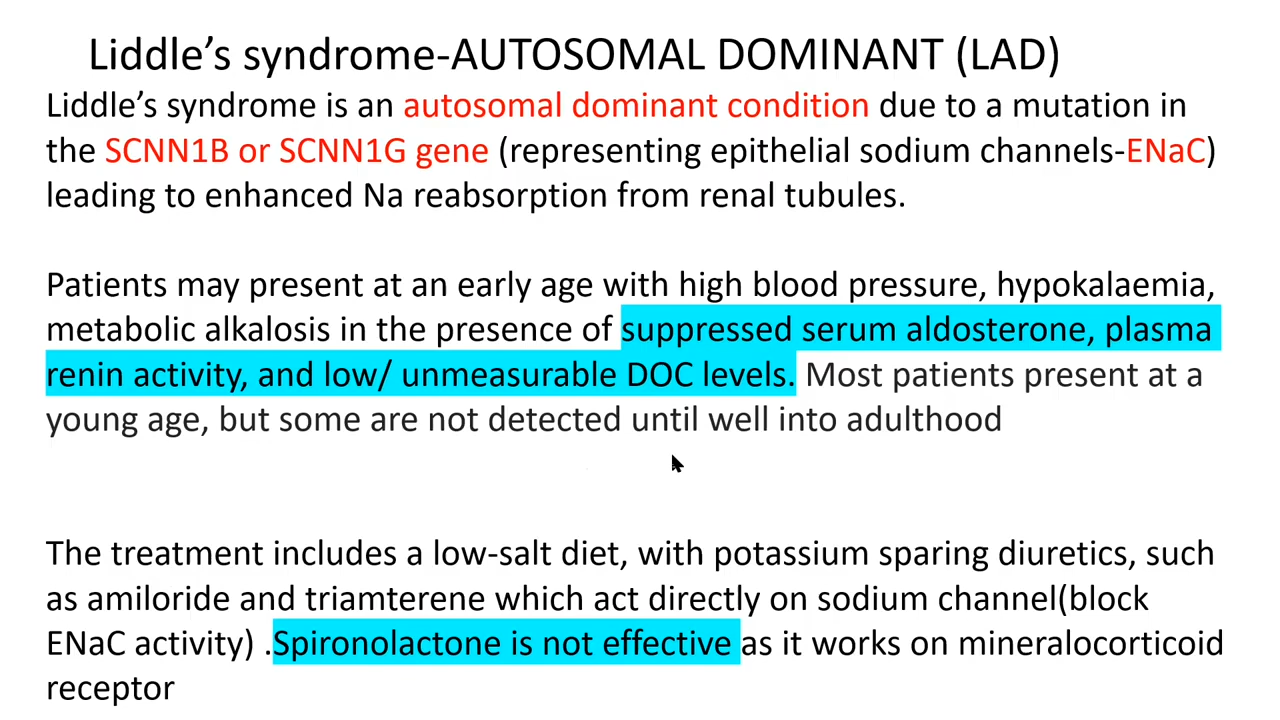 Liddle’s syndrome-AUTOSOMAL DOMINANT (LAD)
Liddle’s syndrome is an autosomal dominant condition due to a mutation in
the SCNN1B or SCNN1G gene (representing epithelial sodium channels-ENaC)
leading to enhanced Na reabsorption from renal tubules.
Patients may present at an early age with high blood pressure, hypokalaemia,
metabolic alkalosis in the presence of suppressed serum aldosterone, plasma
renin activity, and low/ unmeasurable DOC levels. Most patients present at a
young age, but some are not detected until well into adulthood
The treatment includes a low-salt diet, with potassium sparing diuretics, such
as amiloride and triamterene which act directly on sodium channel(block
ENaC activity) .Spironolactone is not effective as it works on mineralocorticoid
receptor